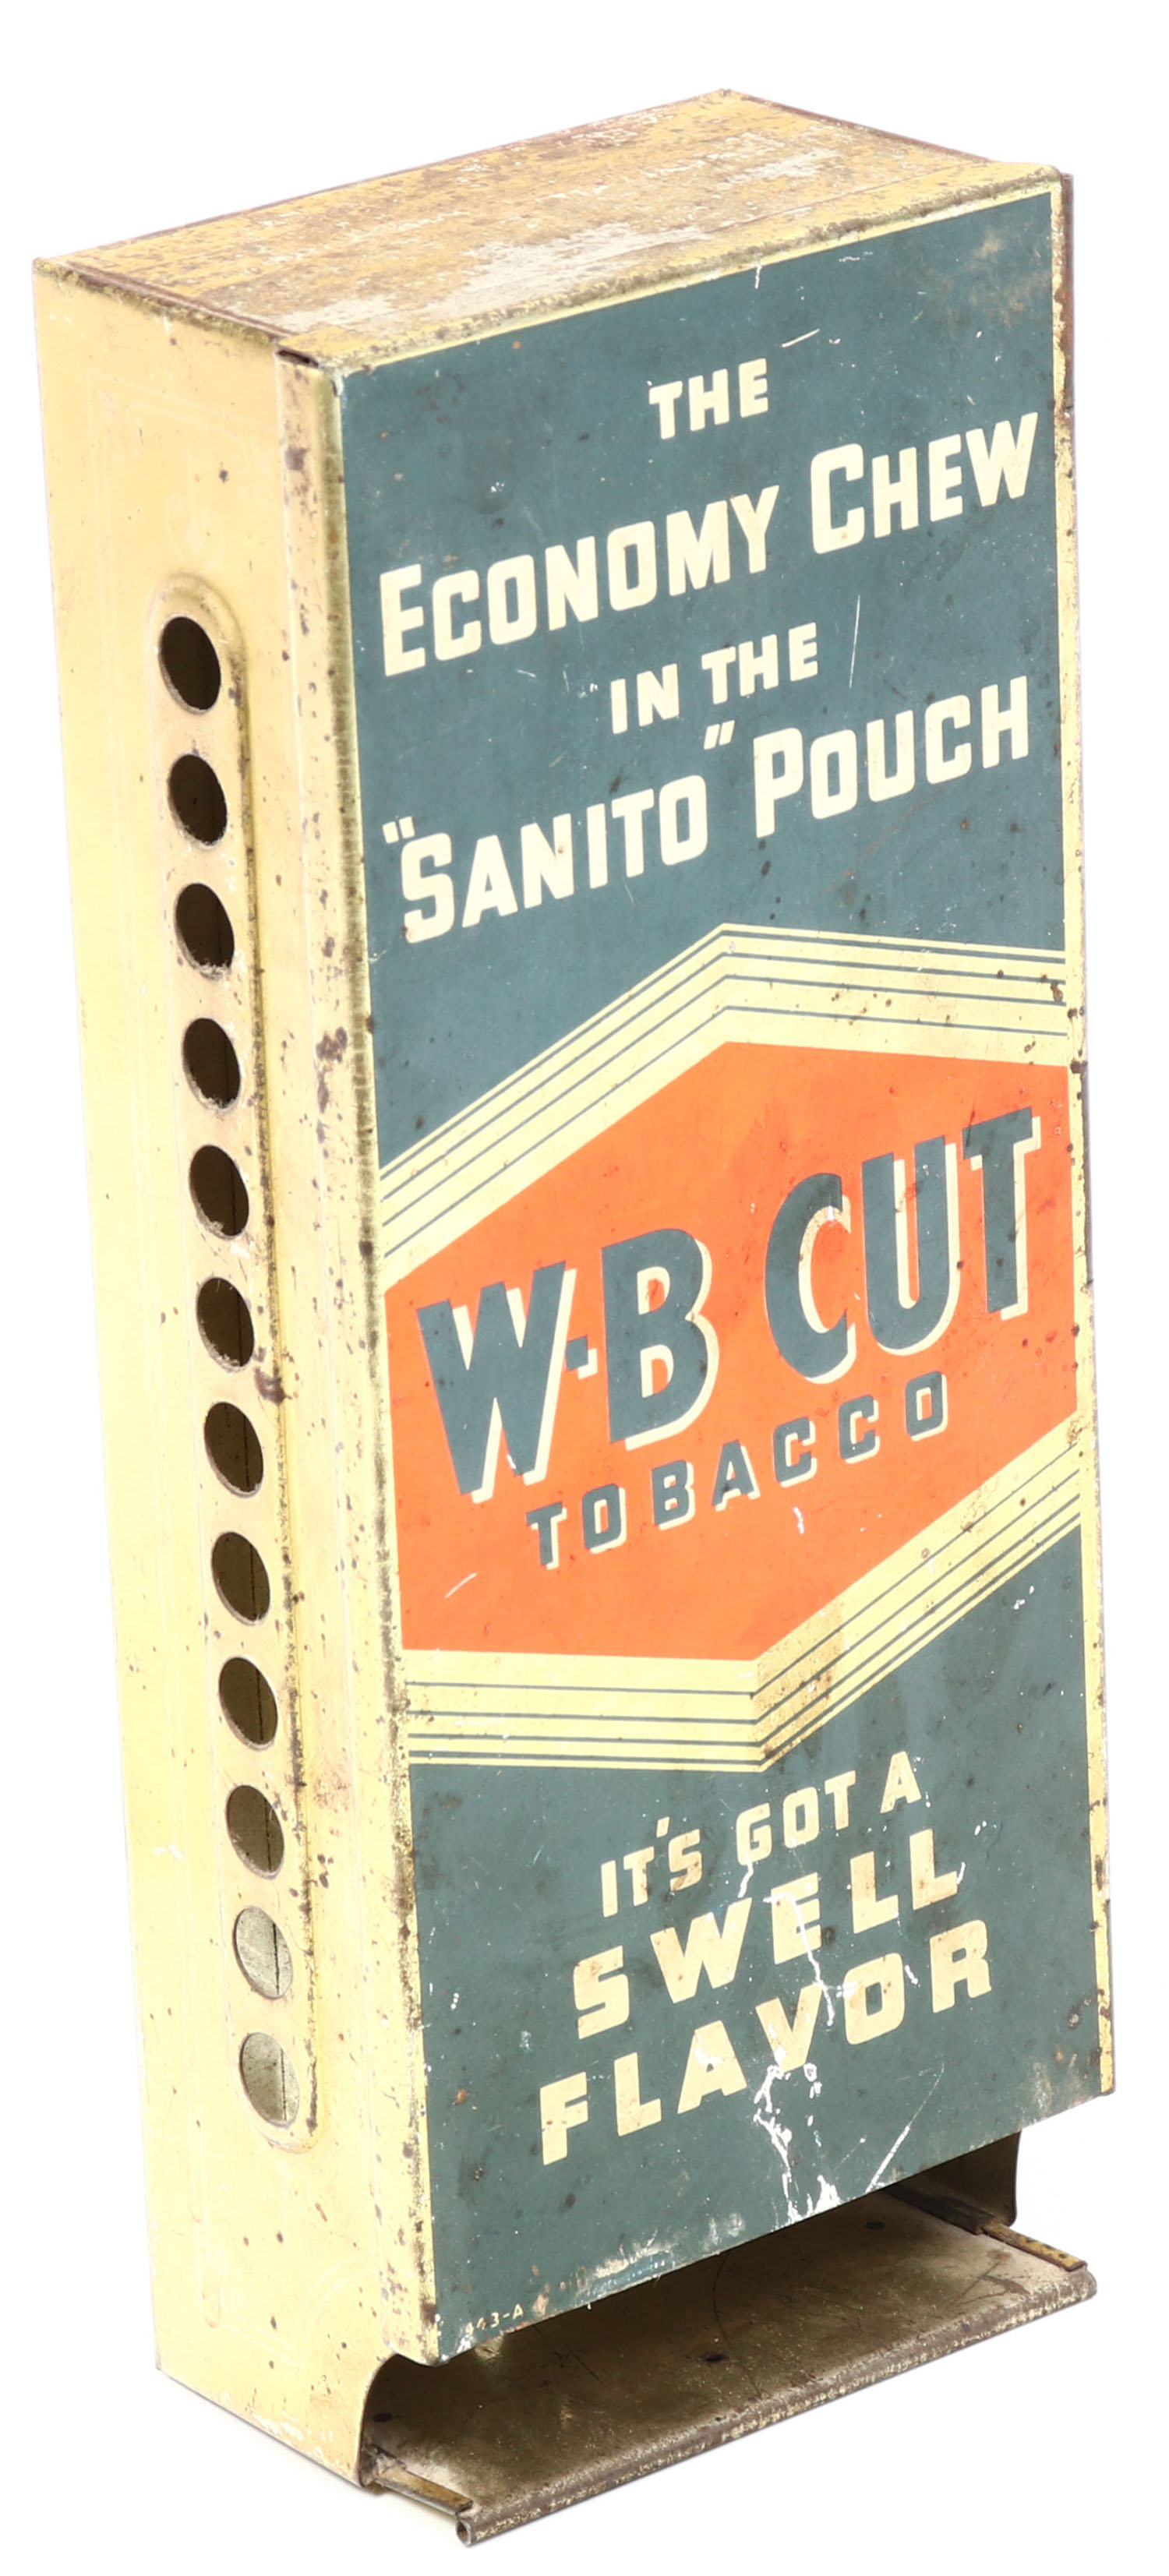 THE
ECONOMY CHEW
IN THE
"SANITO" POUCH
W·B CUT
TOBACCO
IT'S GOT A
SWELL
FLAVOR